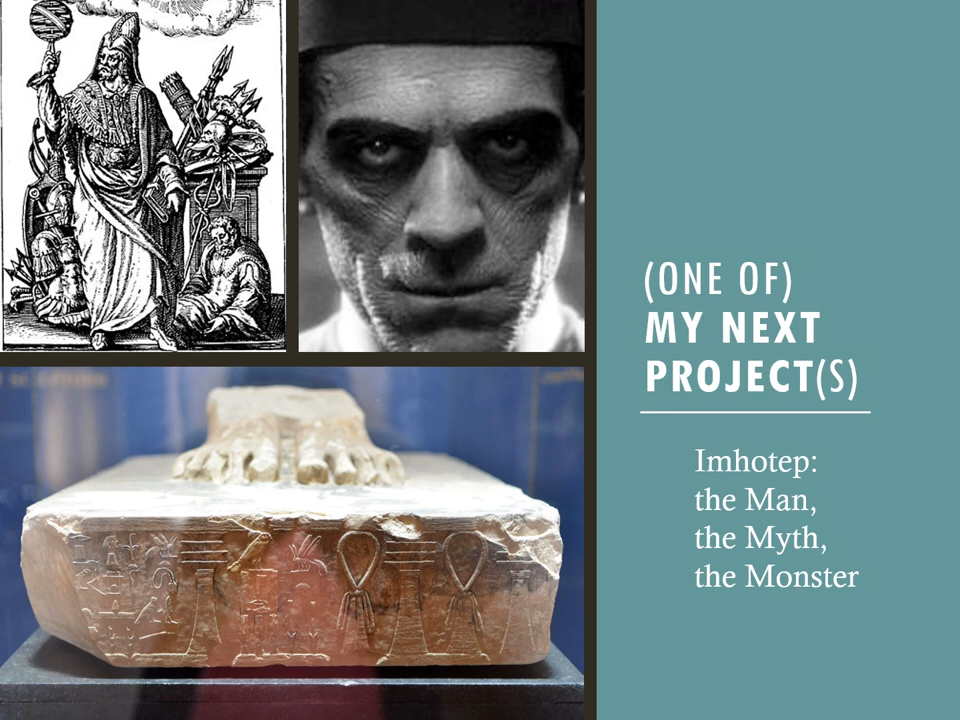 (ONE OF)
MY NEXT
PROJECT(S)
Imhotep:
the Man,
the Myth,
the Monster